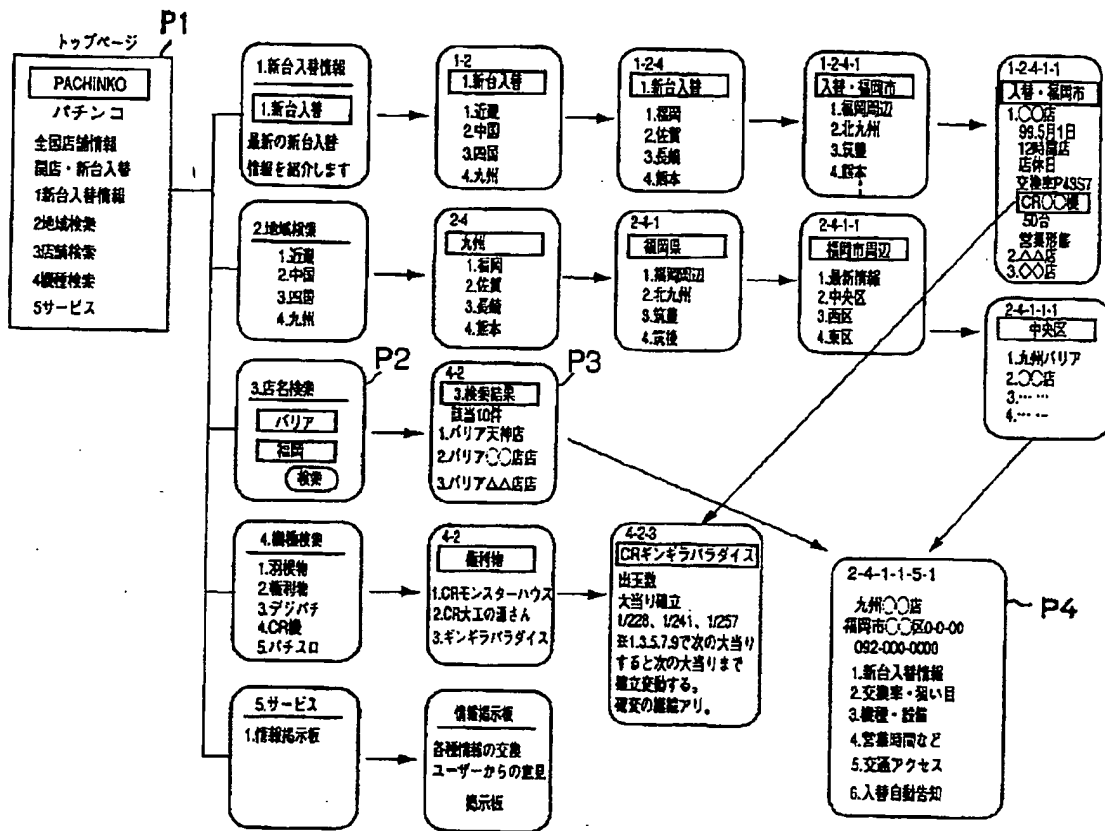 P1
トップページ
PACHINKO
パチンコ
全国店舗情報
開店・新台入替
1新台入替情報
2地域検索
3店舗検索
4機種検索
5サービス
1.新台入替情報
1.新台入替
最新の新台入替
情報を紹介します
1-2
1.新台入替
1.近畿
2.中国
3.四国
4.九州
1-2-4
1.新台入替
1.福岡
2.佐賀
3.長崎
4.熊本
1-2-4-1
入替・福岡市
1.福岡周辺
2.北九州
3.筑豊
4.熊本
1-2-4-1-1
入替・福岡市
1.○○店
99.5月1日
12時開店
店休日
交換率P43S7
CR○○機
50台
営業形態
2.△△店
3.○○店
2.地域検索
1.近畿
2.中国
3.四国
4.九州
2-4
九州
1.福岡
2.佐賀
3.長崎
4.熊本
2-4-1
福岡県
1.福岡周辺
2.北九州
3.筑豊
4.筑後
2-4-1-1
福岡市周辺
1.最新情報
2.中央区
3.西区
4.東区
2-4-1-1-1
中央区
1.九州バリア
2.○○店
3.……
4.……
P2
3.店名検索
バリア
福岡
検索
P3
4-2
3.検索結果
該当10件
1.バリア天神店
2.バリア○○店店
3.バリア△△店店
4.機種検索
1.羽根物
2.権利物
3.デジパチ
4.CR機
5.パチスロ
4-2
権利物
1.CRモンスターハウス
2.CR大工の源さん
3.ギンギラパラダイス
4-2-3
CRギンギラパラダイス
出玉数
大当り確立
1/228、1/241、1/257
※1.3.5.7.9で次の大当り
すると次の大当りまで
確立変動する。
確変の継続アリ。
P4
2-4-1-1-5-1
九州○○店
福岡市○○区0-0-00
092-000-0000
1.新台入替情報
2.交換率・狙い目
3.機種・設備
4.営業時間など
5.交通アクセス
6.入替自動告知
5.サービス
1.情報掲示板
情報掲示板
各種情報の交換
ユーザーからの意見
掲示板